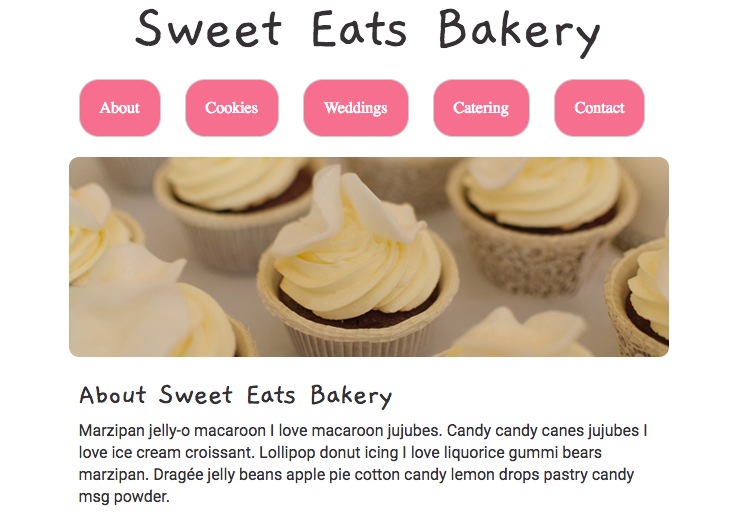 Sweet Eats Bakery
About Cookies Weddings Catering Contact
About Sweet Eats Bakery
Marzipan jelly-o macaroon I love macaroon jujubes. Candy candy canes jujubes I
love ice cream croissant. Lollipop donut icing I love liquorice gummi bears
marzipan. Dragée jelly beans apple pie cotton candy lemon drops pastry candy
msg powder.